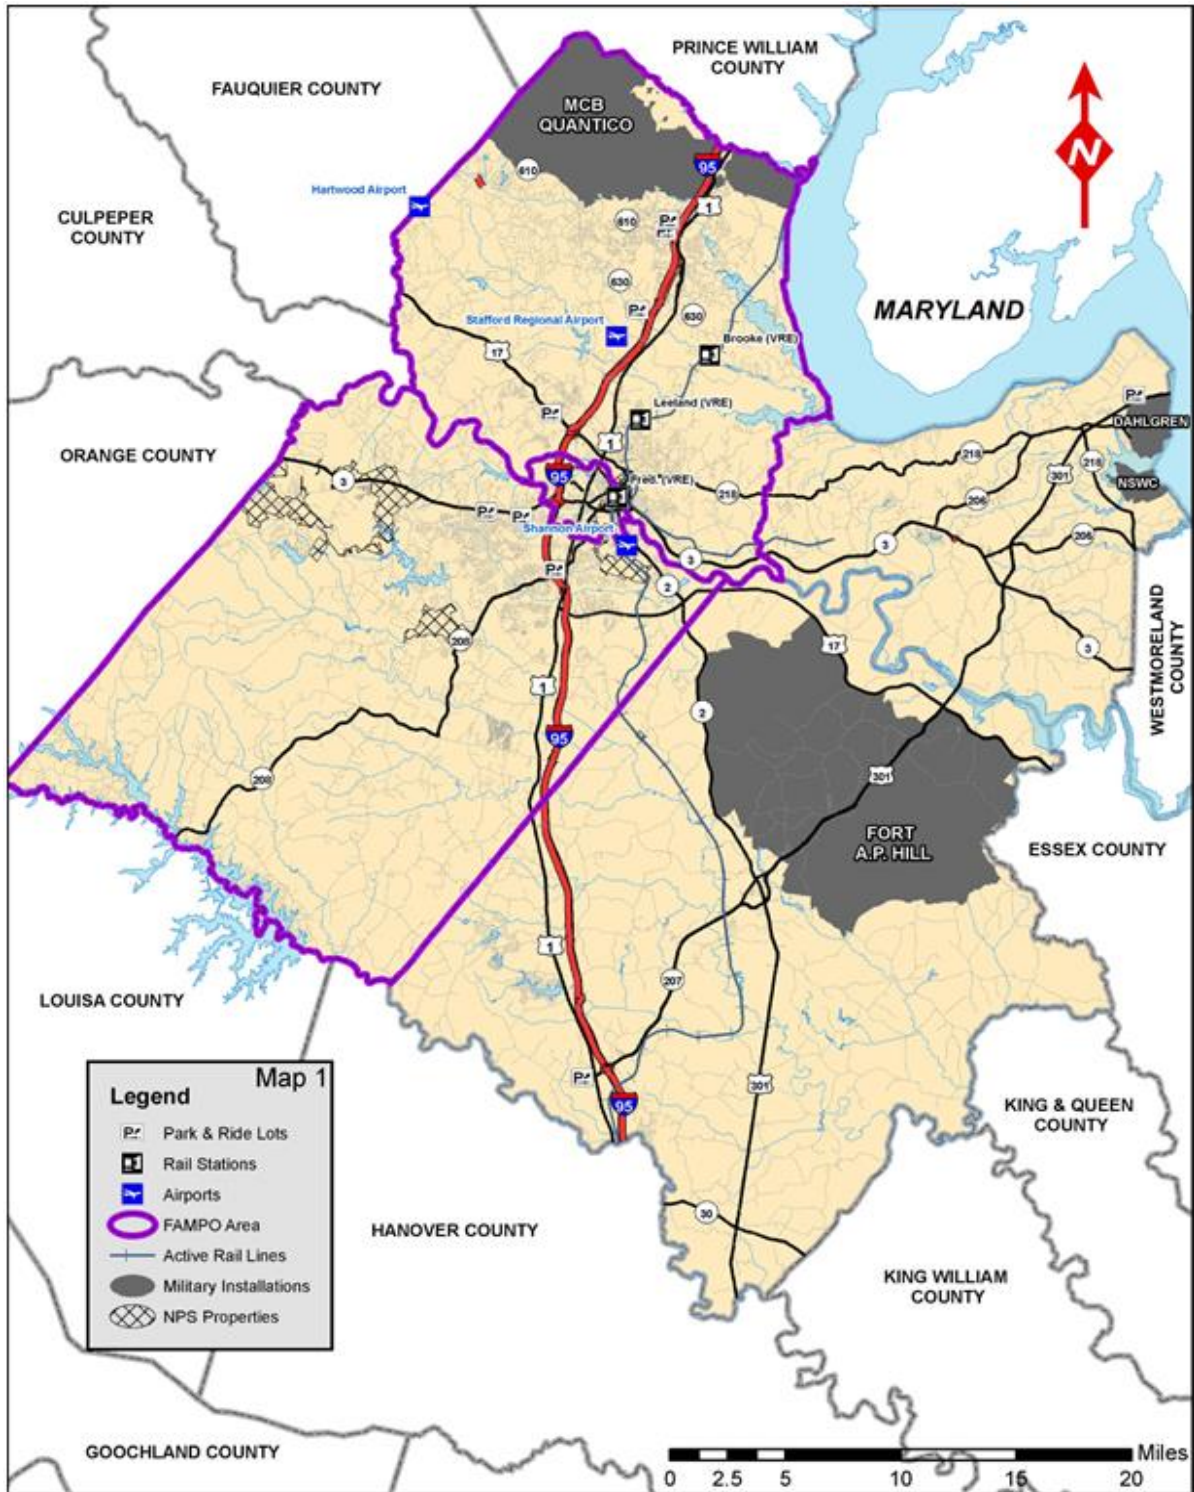 PRINCE WILLIAM
COUNTY
FAUQUIER COUNTY
MCB
QUANTICO
N
95
610
Hartwood Airport
1
CULPEPER
COUNTY
610
630
MARYLAND
630
Stafford Regional Airport
Brooke (VRE)
17
Leeland (VRE)
DAHLGREN
1
ORANGE COUNTY
218
218
301
95
3
Fred. (VRE)
NSWC
218
206
Shannon Airport
205
3
3
2
208
17
3
WESTMORELAND
COUNTY
1
2
95
301
208
FORT
A.P. HILL
ESSEX COUNTY
1
207
LOUISA COUNTY
301
95
KING & QUEEN
COUNTY
30
HANOVER COUNTY
KING WILLIAM
COUNTY
GOOCHLAND COUNTY
Map 1
Legend
Park & Ride Lots
Rail Stations
Airports
FAMPO Area
Active Rail Lines
Military Installations
NPS Properties
Miles
0 2.5 5 10 15 20